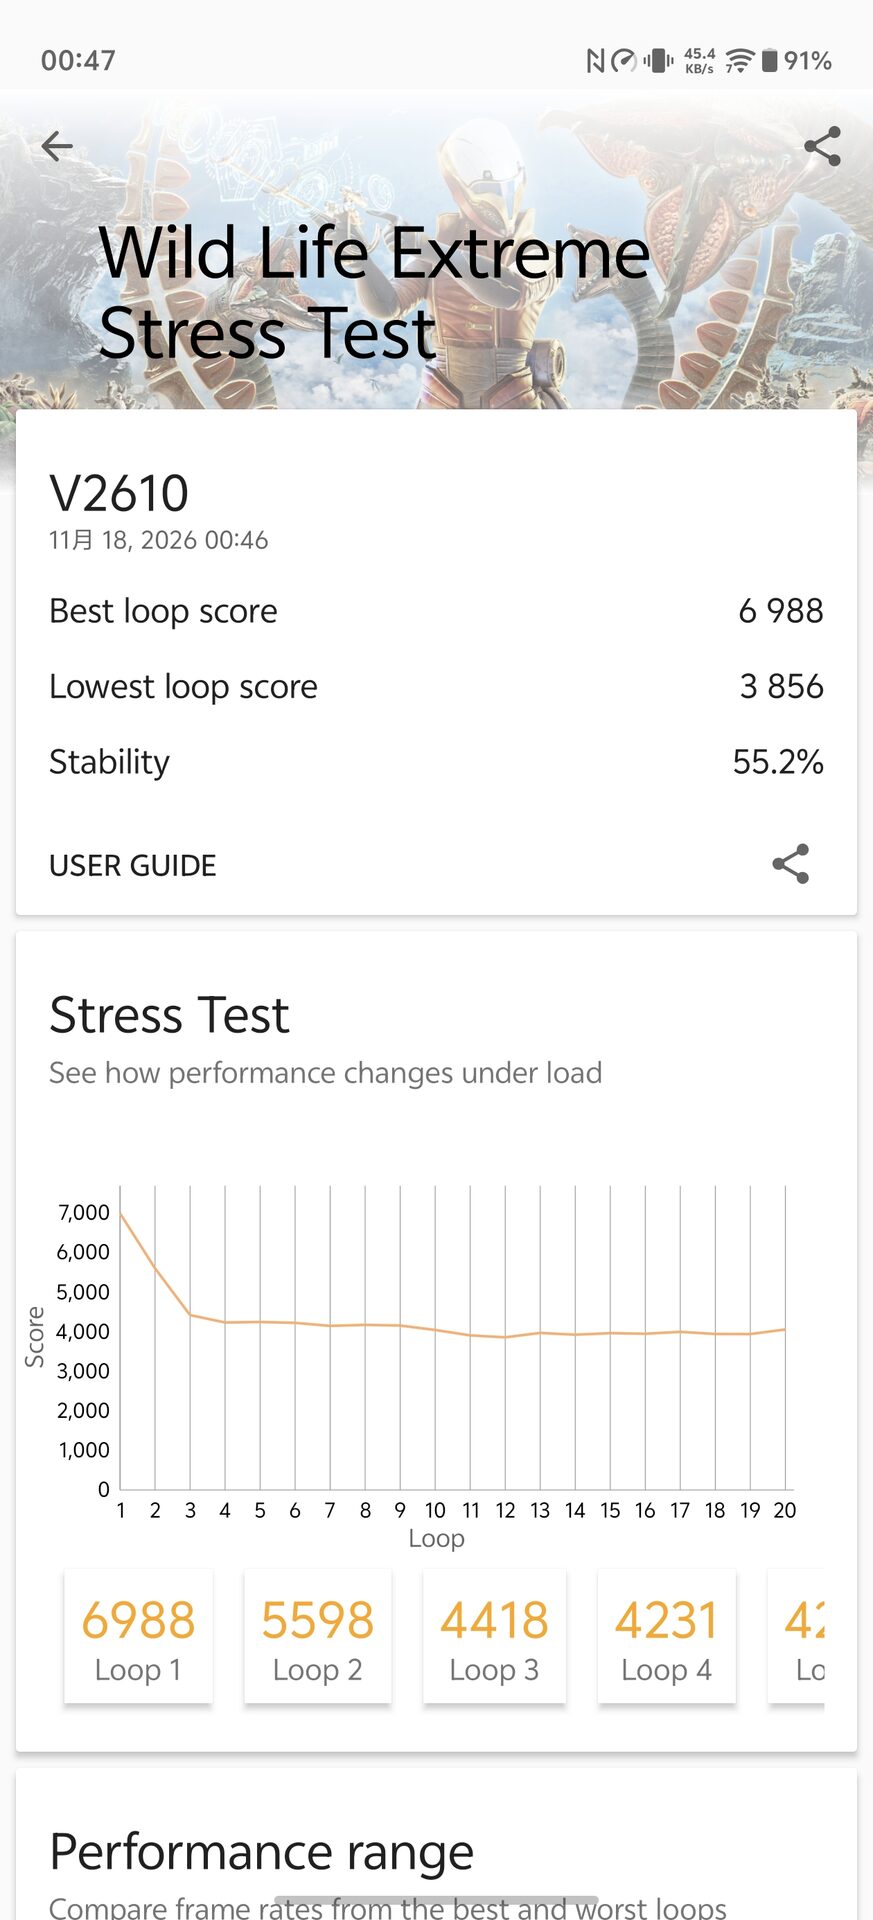 00:47
45.4
KB/s
7
91%
Wild Life Extreme
Stress Test
V2610
11月 18, 2026 00:46
Best loop score 6 988
Lowest loop score 3 856
Stability 55.2%
USER GUIDE
Stress Test
See how performance changes under load
7,000
6,000
5,000
4,000
3,000
2,000
1,000
0
Score
1 2 3 4 5 6 7 8 9 10 11 12 13 14 15 16 17 18 19 20
Loop
6988 5598 4418 4231 42
Loop 1 Loop 2 Loop 3 Loop 4 Lo
Performance range
Compare frame rates from the best and worst loops